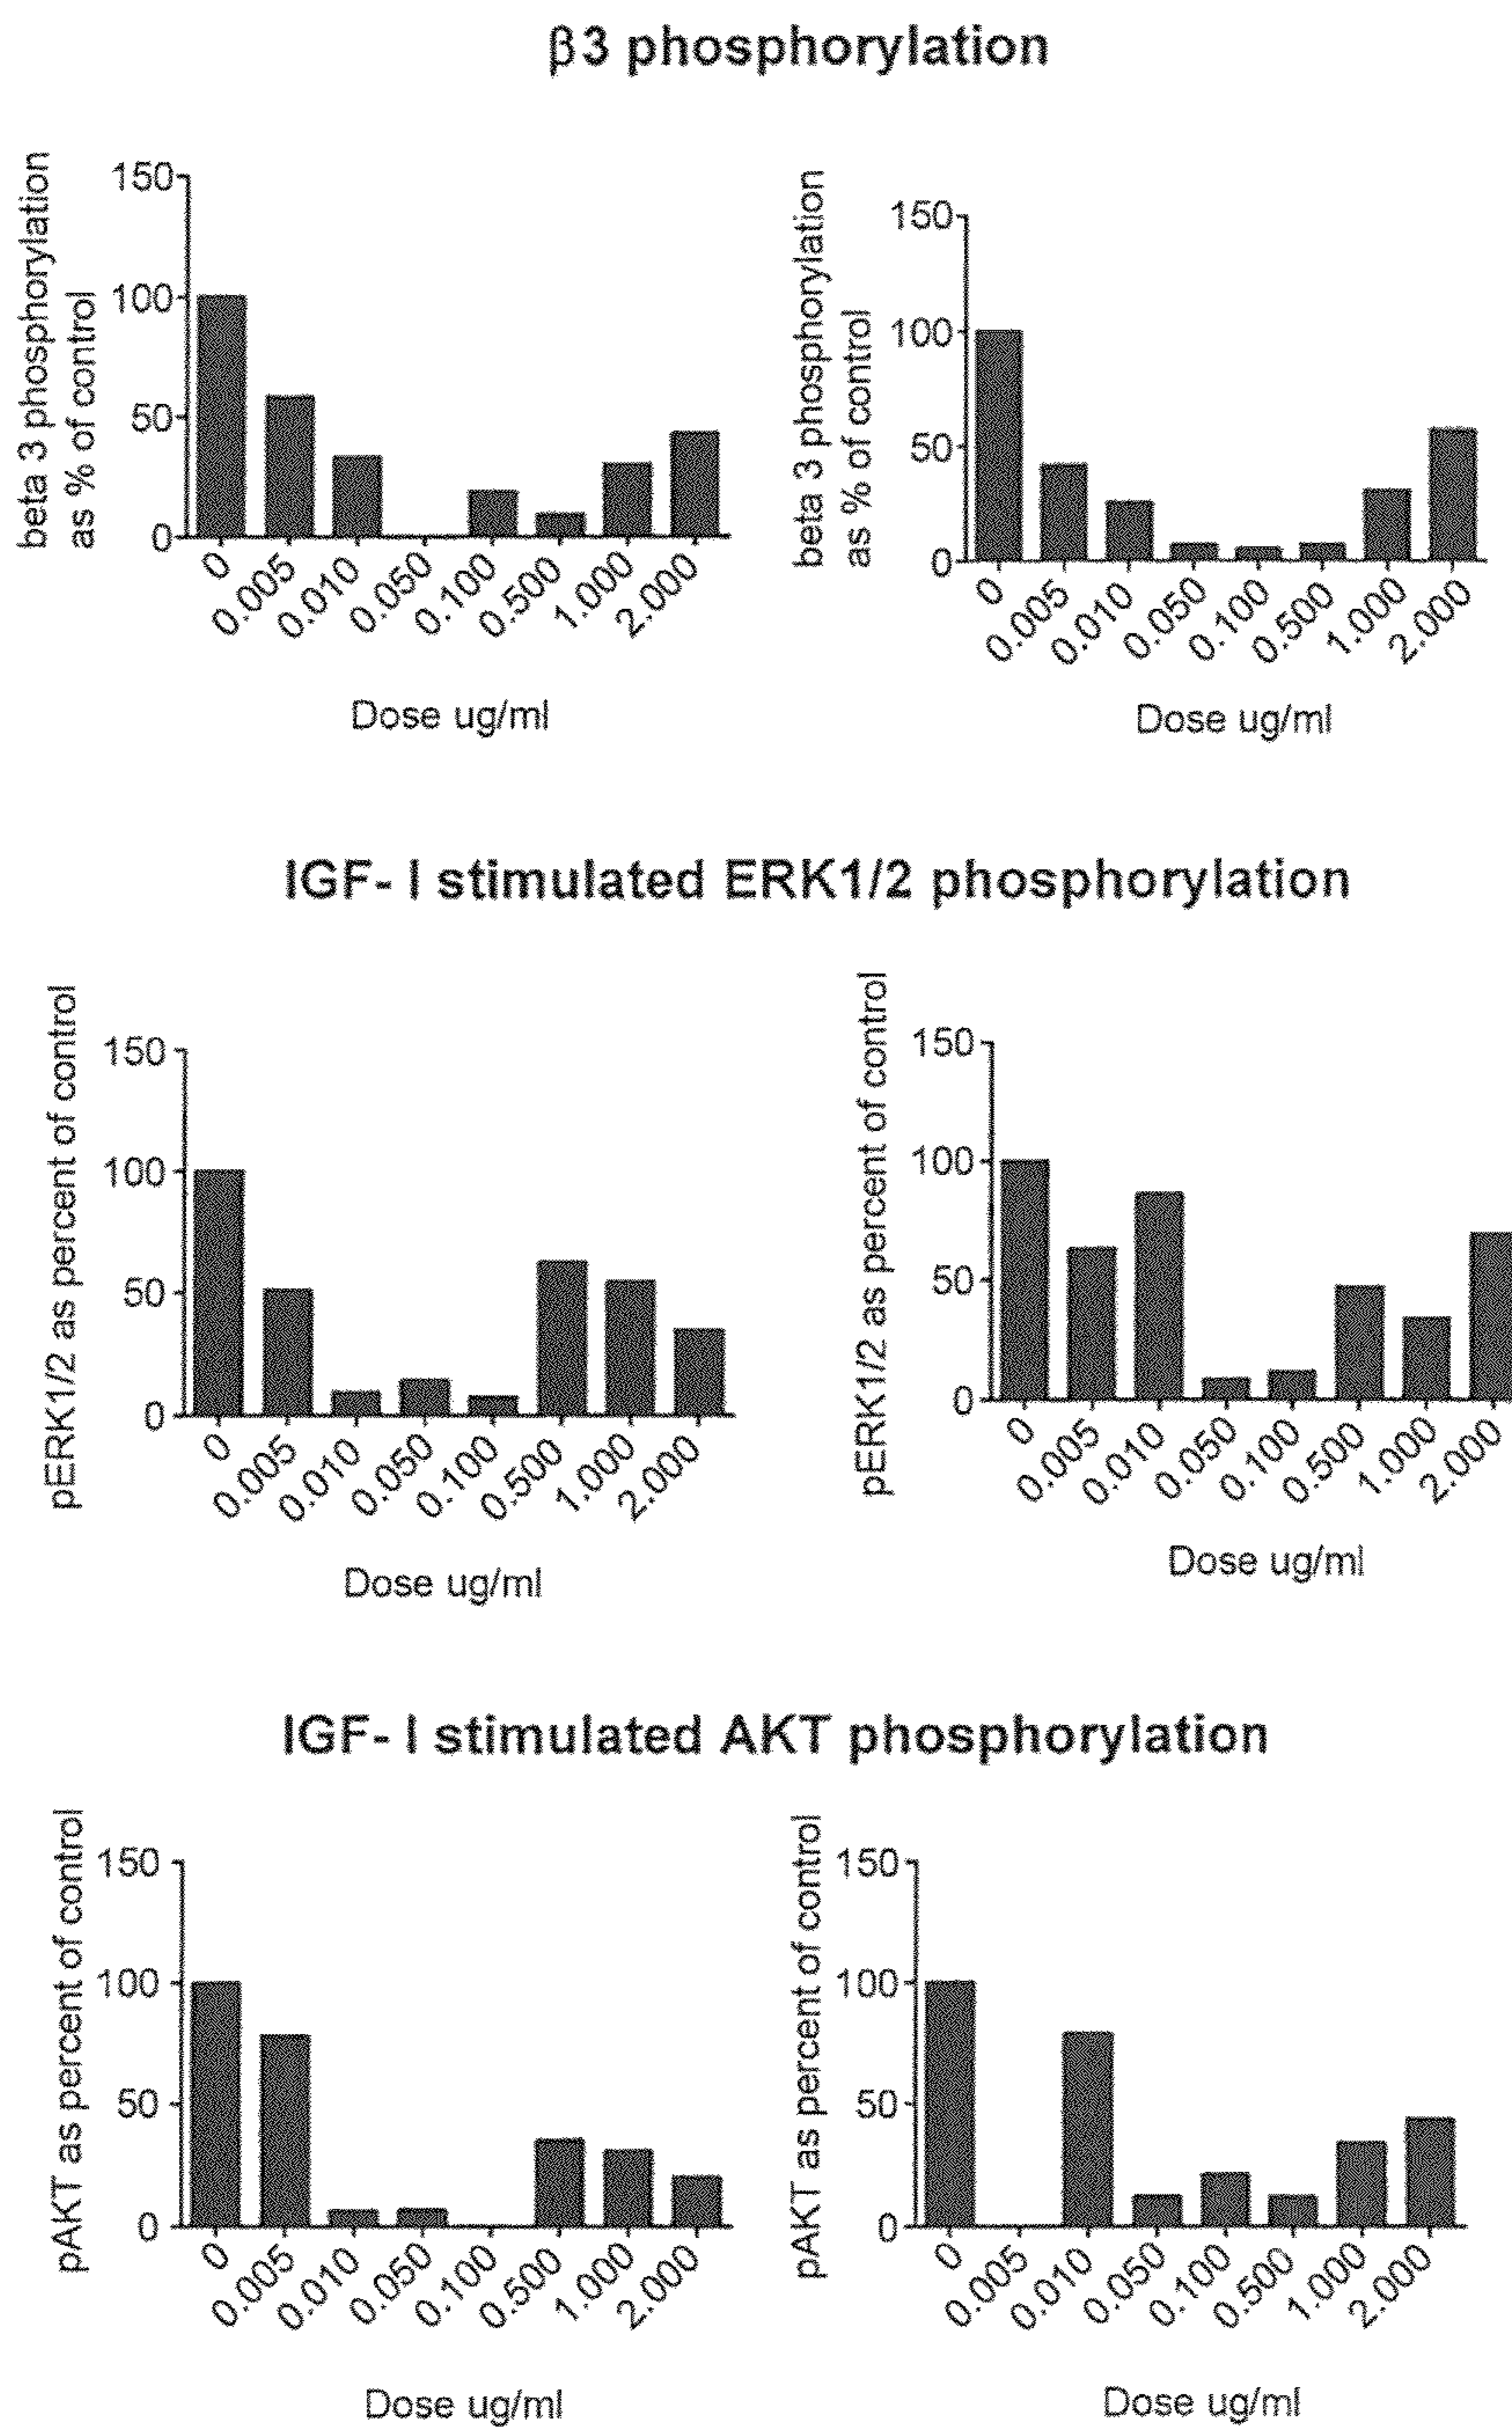 β3 phosphorylation
beta 3 phosphorylation
as % of control
150
100
50
0
0 0.005 0.010 0.050 0.100 0.500 1.000 2.000
Dose ug/ml
beta 3 phosphorylation
as % of control
150
100
50
0
0 0.005 0.010 0.050 0.100 0.500 1.000 2.000
Dose ug/ml
IGF- I stimulated ERK1/2 phosphorylation
pERK1/2 as percent of control
150
100
50
0
0 0.005 0.010 0.050 0.100 0.500 1.000 2.000
Dose ug/ml
pERK1/2 as percent of control
150
100
50
0
0 0.005 0.010 0.050 0.100 0.500 1.000 2.000
Dose ug/ml
IGF- I stimulated AKT phosphorylation
pAKT as percent of control
150
100
50
0
0 0.005 0.010 0.050 0.100 0.500 1.000 2.000
Dose ug/ml
pAKT as percent of control
150
100
50
0
0 0.005 0.010 0.050 0.100 0.500 1.000 2.000
Dose ug/ml